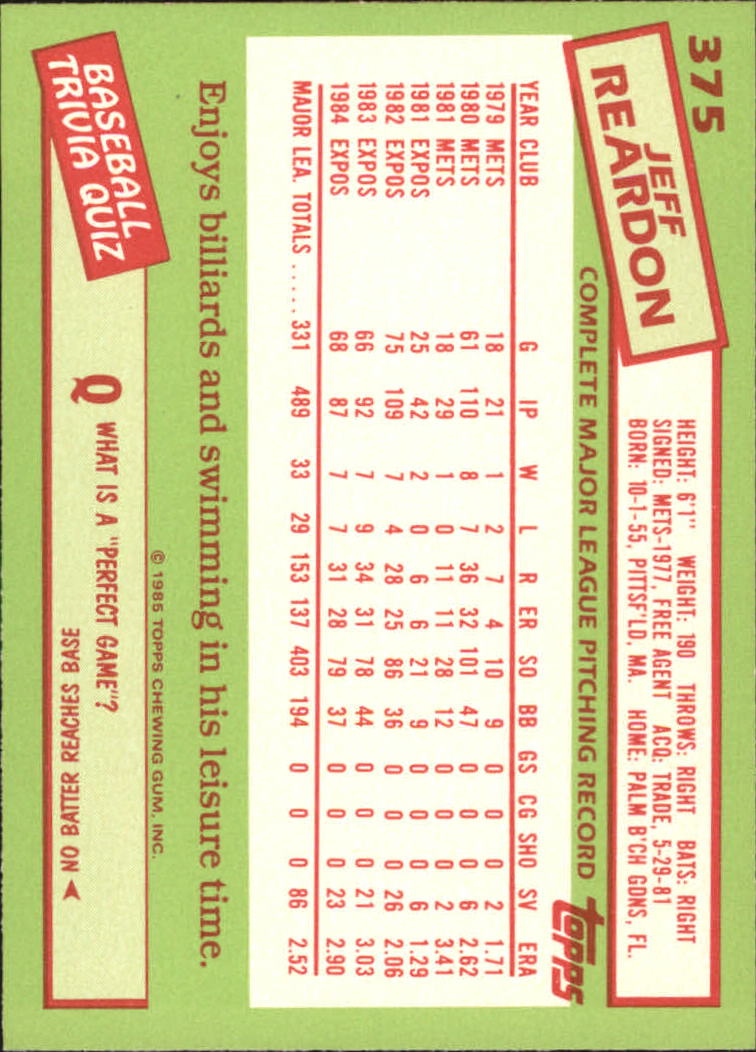 375
JEFF
REARDON
HEIGHT: 6'1" WEIGHT: 190 THROWS: RIGHT BATS: RIGHT
SIGNED: METS-1977, FREE AGENT ACQ: TRADE, 5-29-81
BORN: 10-1-55, PITTSF'LD, MA. HOME: PALM B'CH GDNS, FL.
COMPLETE MAJOR LEAGUE PITCHING RECORD
topps
YEAR CLUB G IP W L R ER SO BB GS CG SHO SV ERA
1979 METS 18 21 1 2 7 4 10 9 0 0 0 2 1.71
1980 METS 61 110 8 7 36 32 101 47 0 0 0 6 2.62
1981 METS 18 29 1 0 11 11 28 12 0 0 0 2 3.41
1981 EXPOS 25 42 2 0 6 6 21 9 0 0 0 6 1.29
1982 EXPOS 75 109 7 4 28 25 86 36 0 0 0 26 2.06
1983 EXPOS 66 92 7 9 34 31 78 44 0 0 0 21 3.03
1984 EXPOS 68 87 7 7 31 28 79 37 0 0 0 23 2.90
MAJOR LEA. TOTALS ..... 331 489 33 29 153 137 403 194 0 0 0 86 2.52
Enjoys billiards and swimming in his leisure time.
© 1985 TOPPS CHEWING GUM, INC.
BASEBALL
TRIVIA QUIZ
Q WHAT IS A "PERFECT GAME"?
NO BATTER REACHES BASE